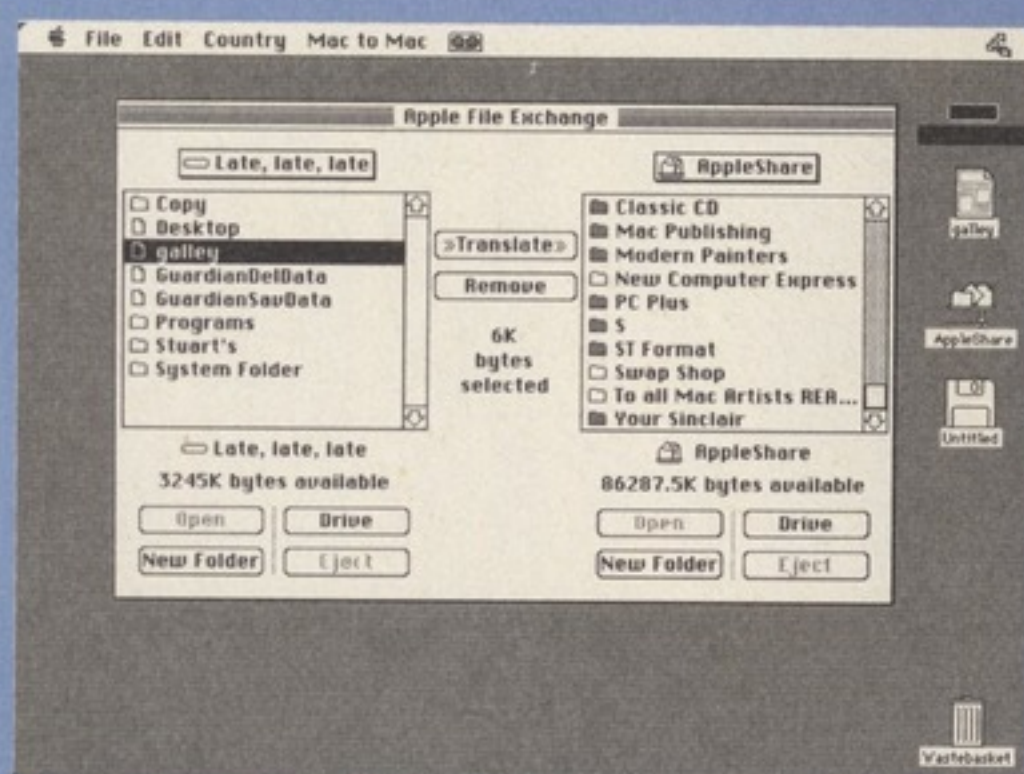 File Edit Country Mac to Mac
Apple File Exchange
Late, late, late
AppleShare
Copy
Desktop
galley
GuardianDelData
GuardianSavData
Programs
Stuart's
System Folder
»Translate»
Remove
6K
bytes
selected
Classic CD
Mac Publishing
Modern Painters
New Computer Express
PC Plus
S
ST Format
Swap Shop
To all Mac Artists REA...
Your Sinclair
Late, late, late
3245K bytes available
Open
Drive
New Folder
Eject
AppleShare
86287.5K bytes available
Open
Drive
New Folder
Eject
galley
AppleShare
Untitled
Wastebasket